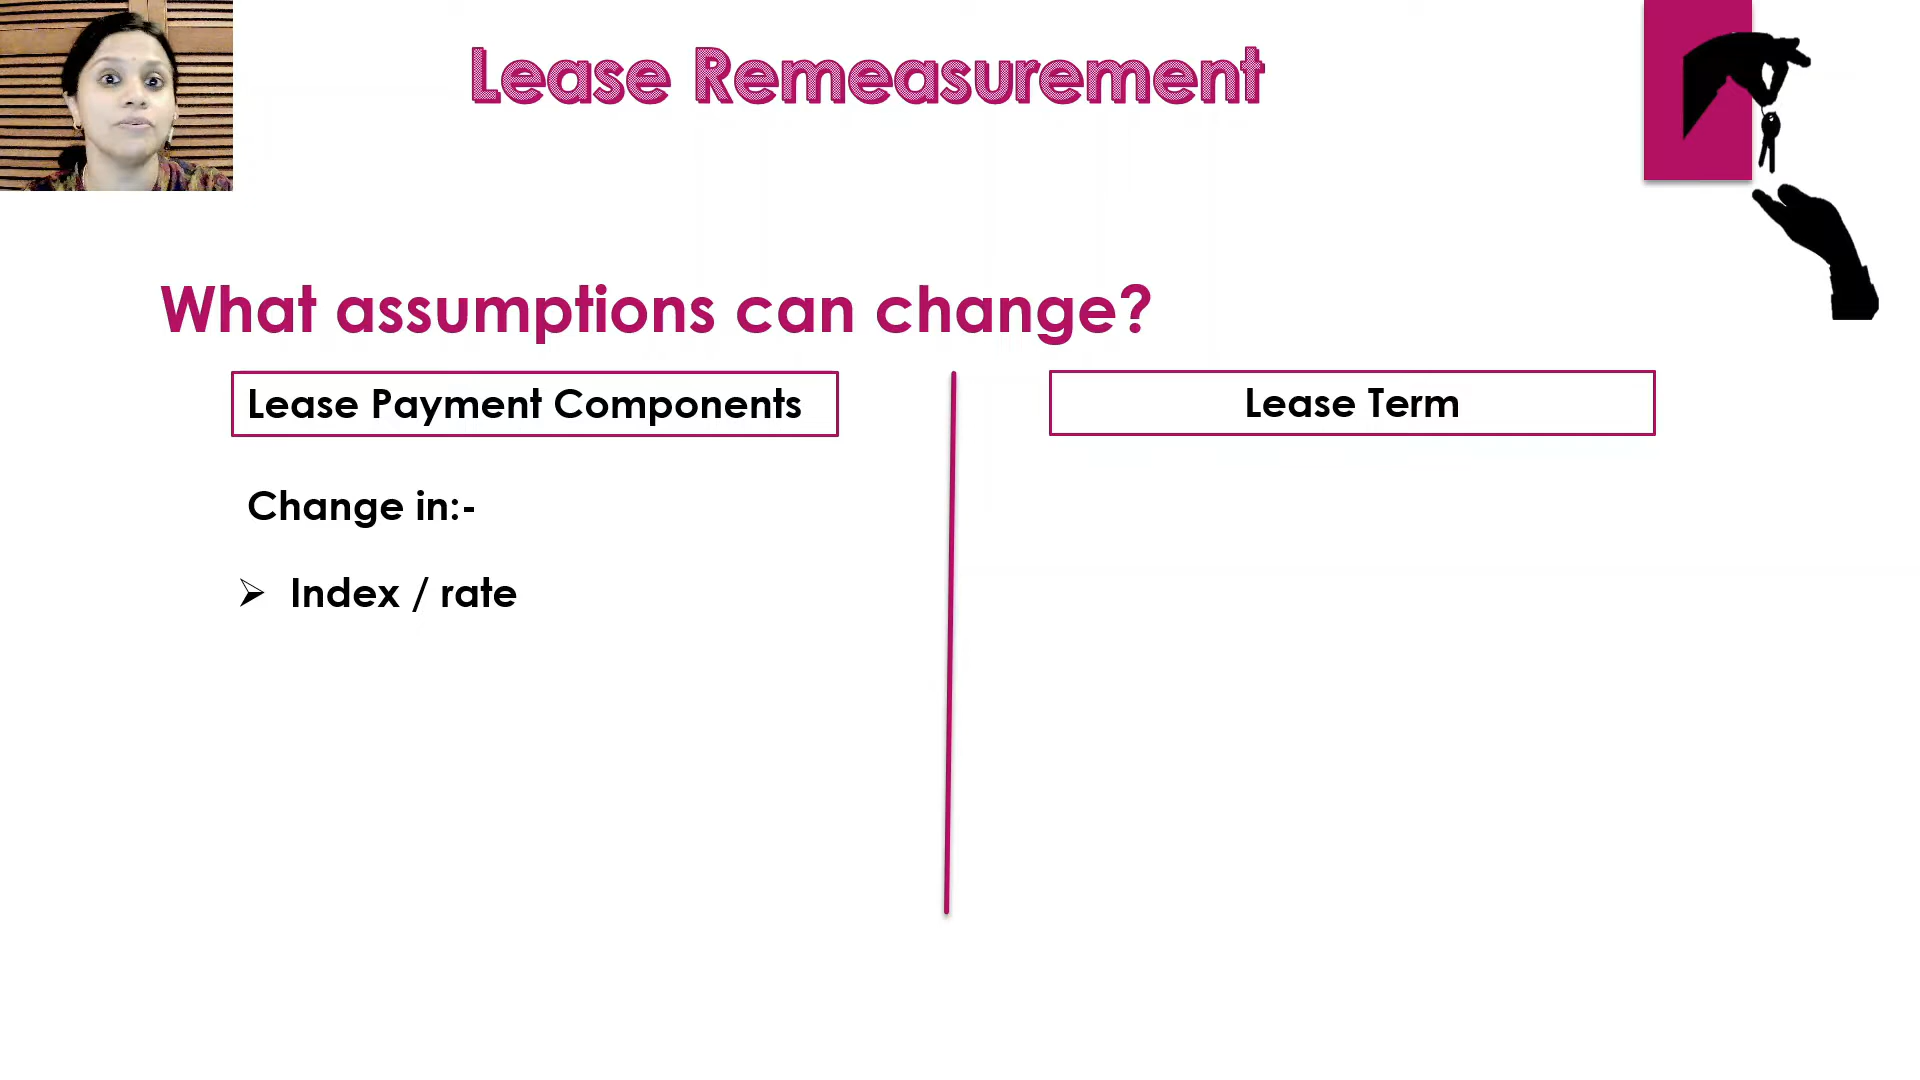 Lease Remeasurement
What assumptions can change?
Lease Payment Components
Lease Term
Change in:-
Index / rate